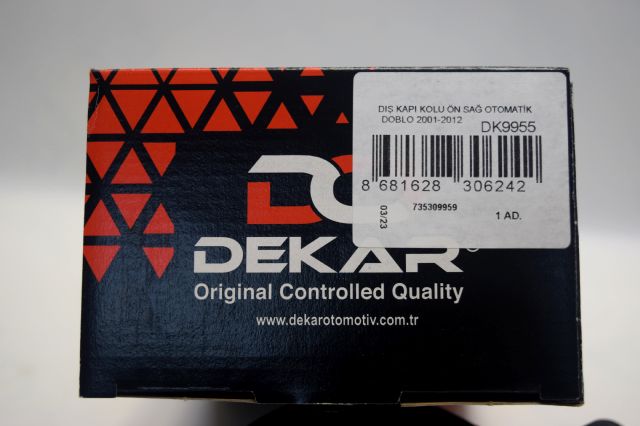 DIŞ KAPI KOLU ÖN SAĞ OTOMATİK
DOBLO 2001-2012 DK9955
8 681628 306242
03/23
735309959
1 AD.
DEKAR®
Original Controlled Quality
www.dekarotomotiv.com.tr